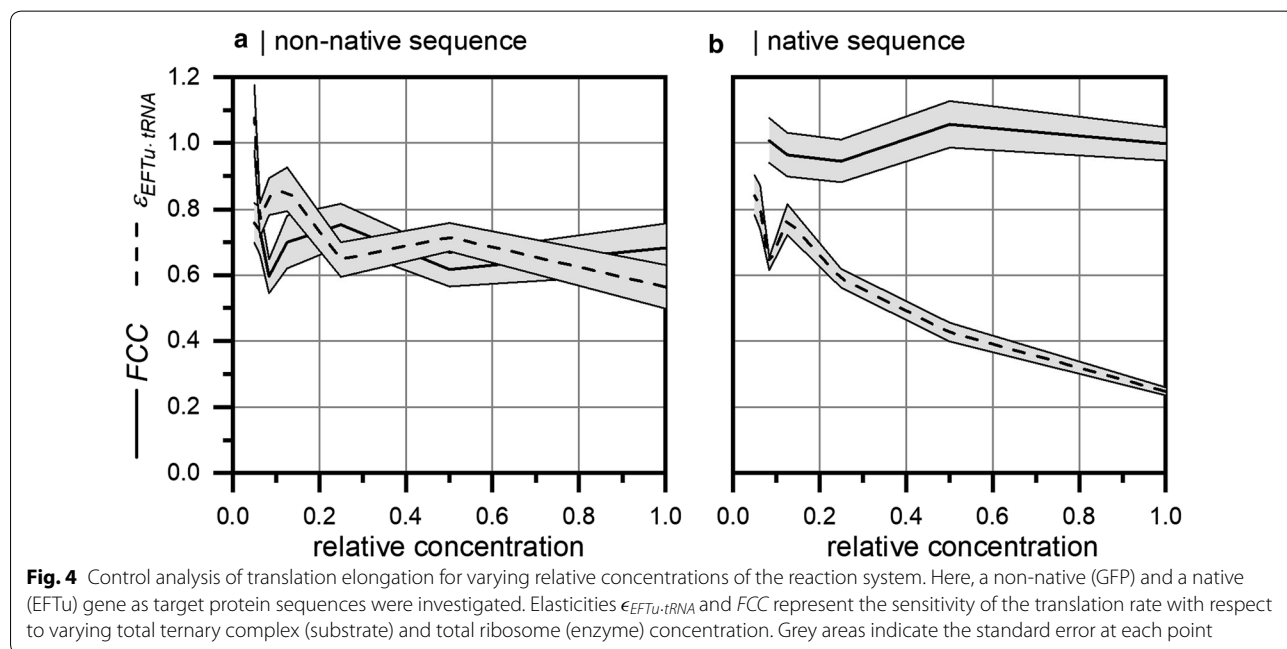 a | non-native sequence
b | native sequence
— FCC - - - ε_EFTu·tRNA
1.2
1.0
0.8
0.6
0.4
0.2
0.0
0.0 0.2 0.4 0.6 0.8 1.0
relative concentration
0.0 0.2 0.4 0.6 0.8 1.0
relative concentration
Fig. 4 Control analysis of translation elongation for varying relative concentrations of the reaction system. Here, a non-native (GFP) and a native
(EFTu) gene as target protein sequences were investigated. Elasticities ϵEFTu·tRNA and FCC represent the sensitivity of the translation rate with respect
to varying total ternary complex (substrate) and total ribosome (enzyme) concentration. Grey areas indicate the standard error at each point